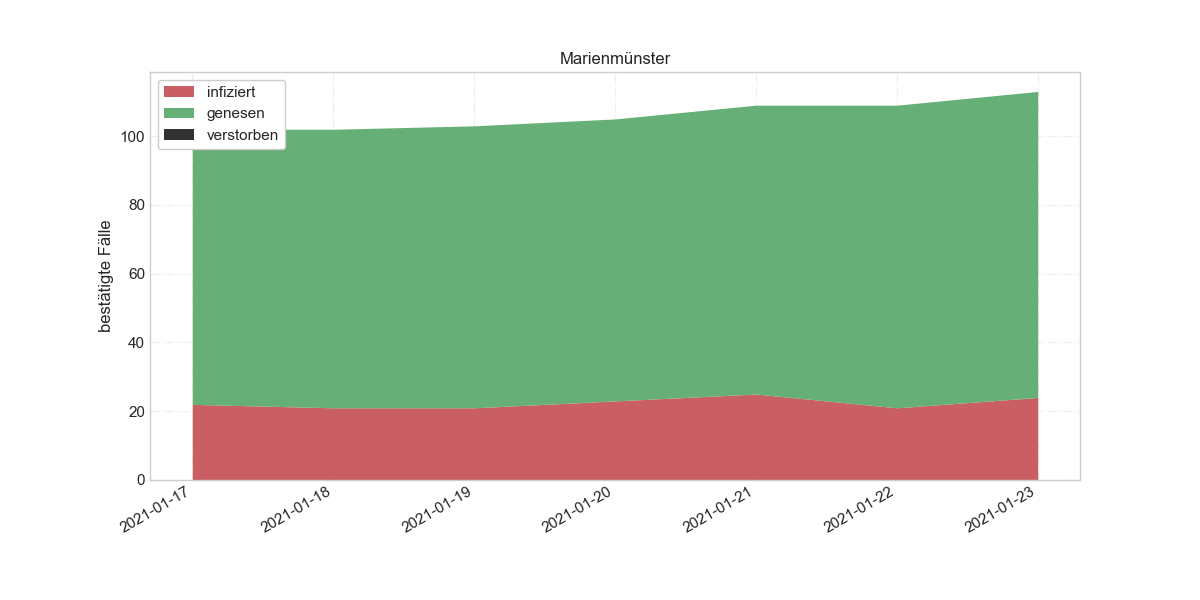 Marienmünster
infiziert
genesen
verstorben
bestätigte Fälle
100
80
60
40
20
0
2021-01-17
2021-01-18
2021-01-19
2021-01-20
2021-01-21
2021-01-22
2021-01-23